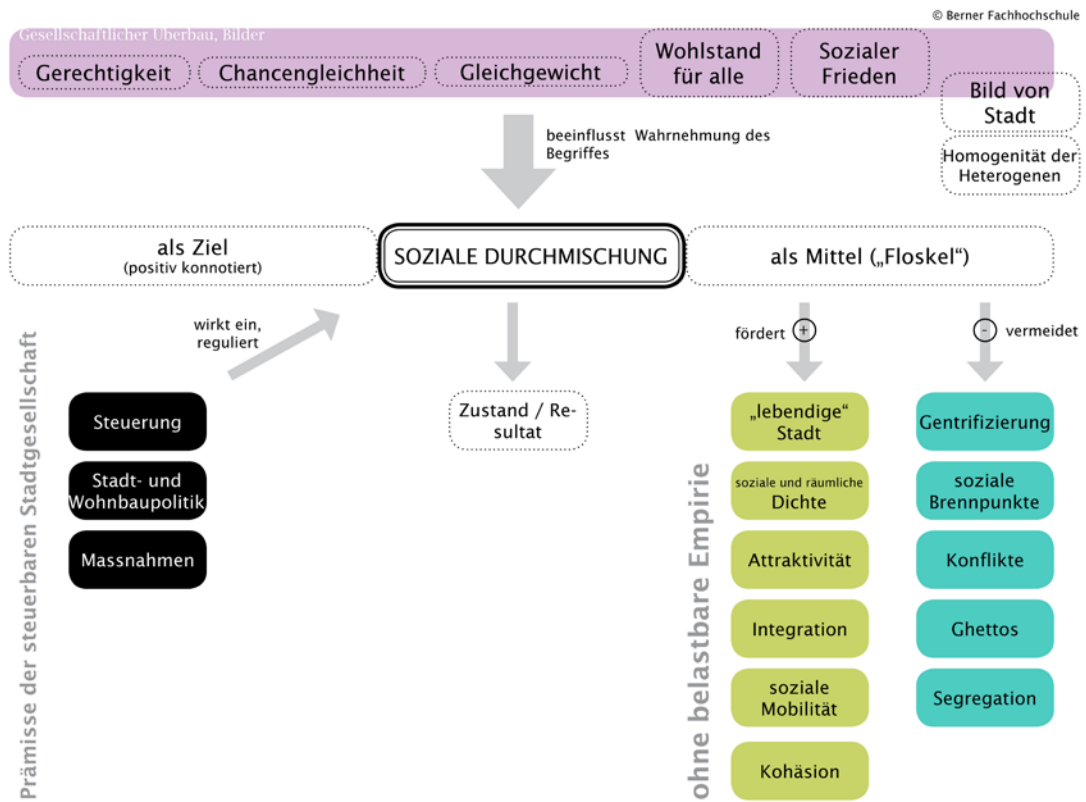 © Berner Fachhochschule
Gesellschaftlicher Überbau, Bilder
Gerechtigkeit
Chancengleichheit
Gleichgewicht
Wohlstand
für alle
Sozialer
Frieden
Bild von
Stadt
Homogenität der
Heterogenen
beeinflusst Wahrnehmung des
Begriffes
als Ziel
(positiv konnotiert)
SOZIALE DURCHMISCHUNG
als Mittel („Floskel“)
wirkt ein,
reguliert
fördert +
- vermeidet
Prämisse der steuerbaren Stadtgesellschaft
Steuerung
Stadt- und
Wohnbaupolitik
Massnahmen
Zustand / Re-
sultat
ohne belastbare Empirie
„lebendige“
Stadt
soziale und räumliche
Dichte
Attraktivität
Integration
soziale
Mobilität
Kohäsion
Gentrifizierung
soziale
Brennpunkte
Konflikte
Ghettos
Segregation